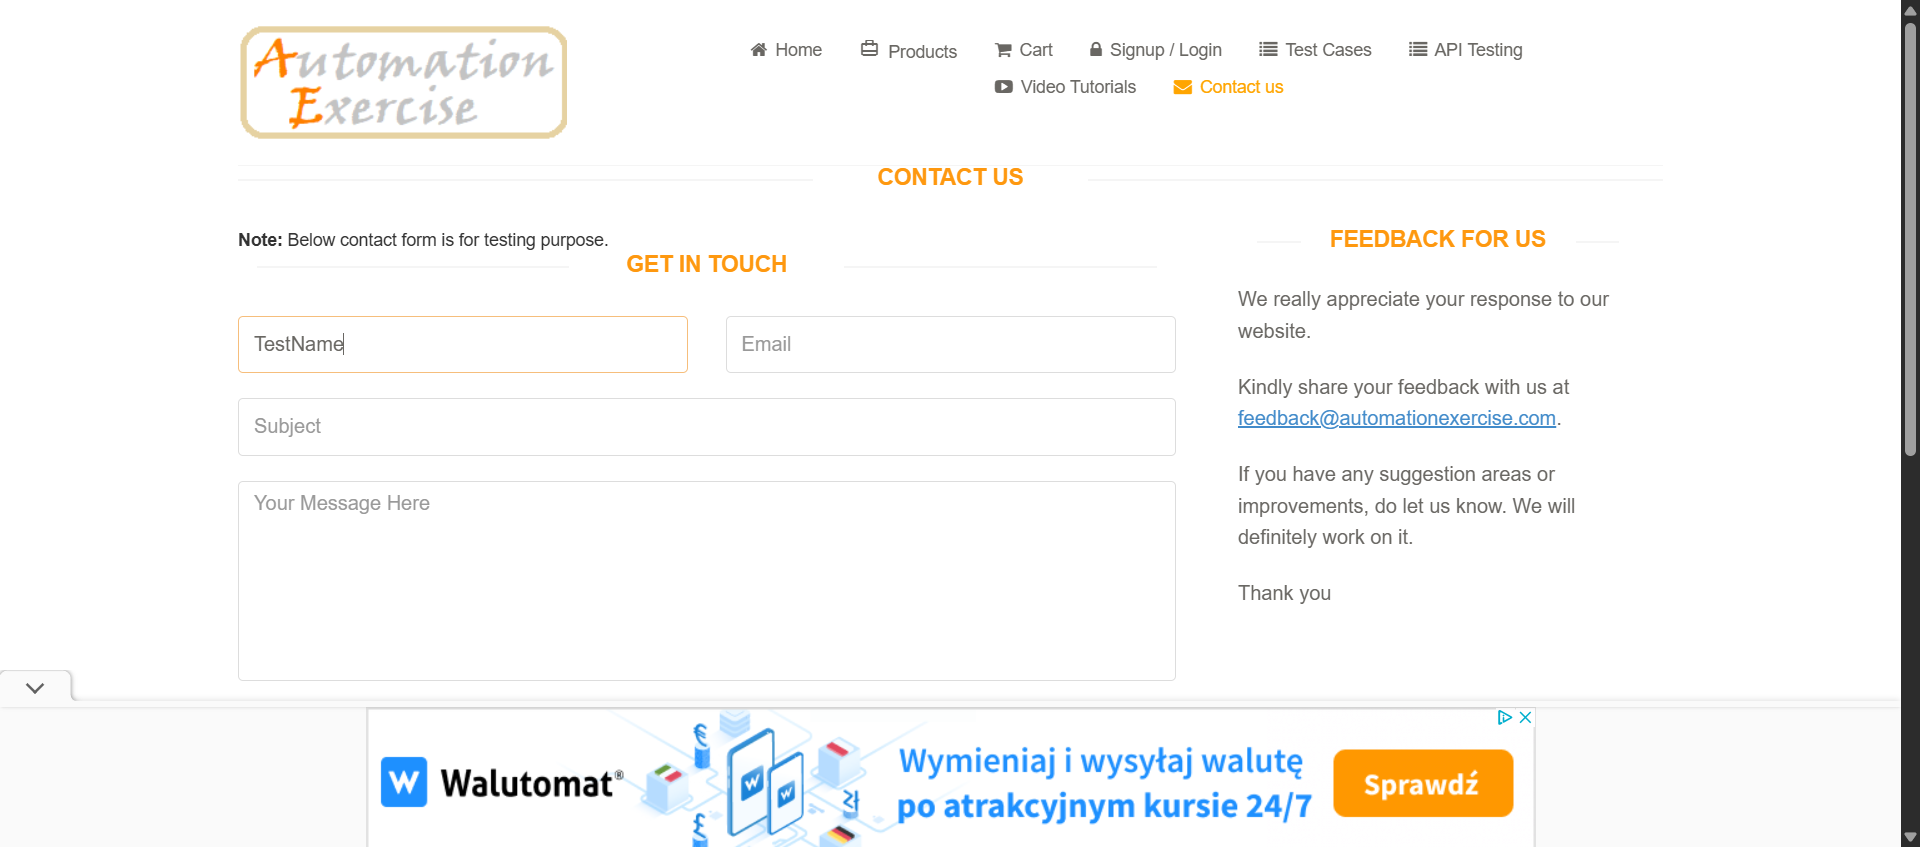 Automation
Exercise
Home
Products
Cart
Signup / Login
Test Cases
API Testing
Video Tutorials
Contact us
CONTACT US
Note: Below contact form is for testing purpose.
GET IN TOUCH
TestName
Email
Subject
Your Message Here
FEEDBACK FOR US
We really appreciate your response to our
website.
Kindly share your feedback with us at
feedback@automationexercise.com.
If you have any suggestion areas or
improvements, do let us know. We will
definitely work on it.
Thank you
W Walutomat®
Wymieniaj i wysyłaj walutę
po atrakcyjnym kursie 24/7
Sprawdź